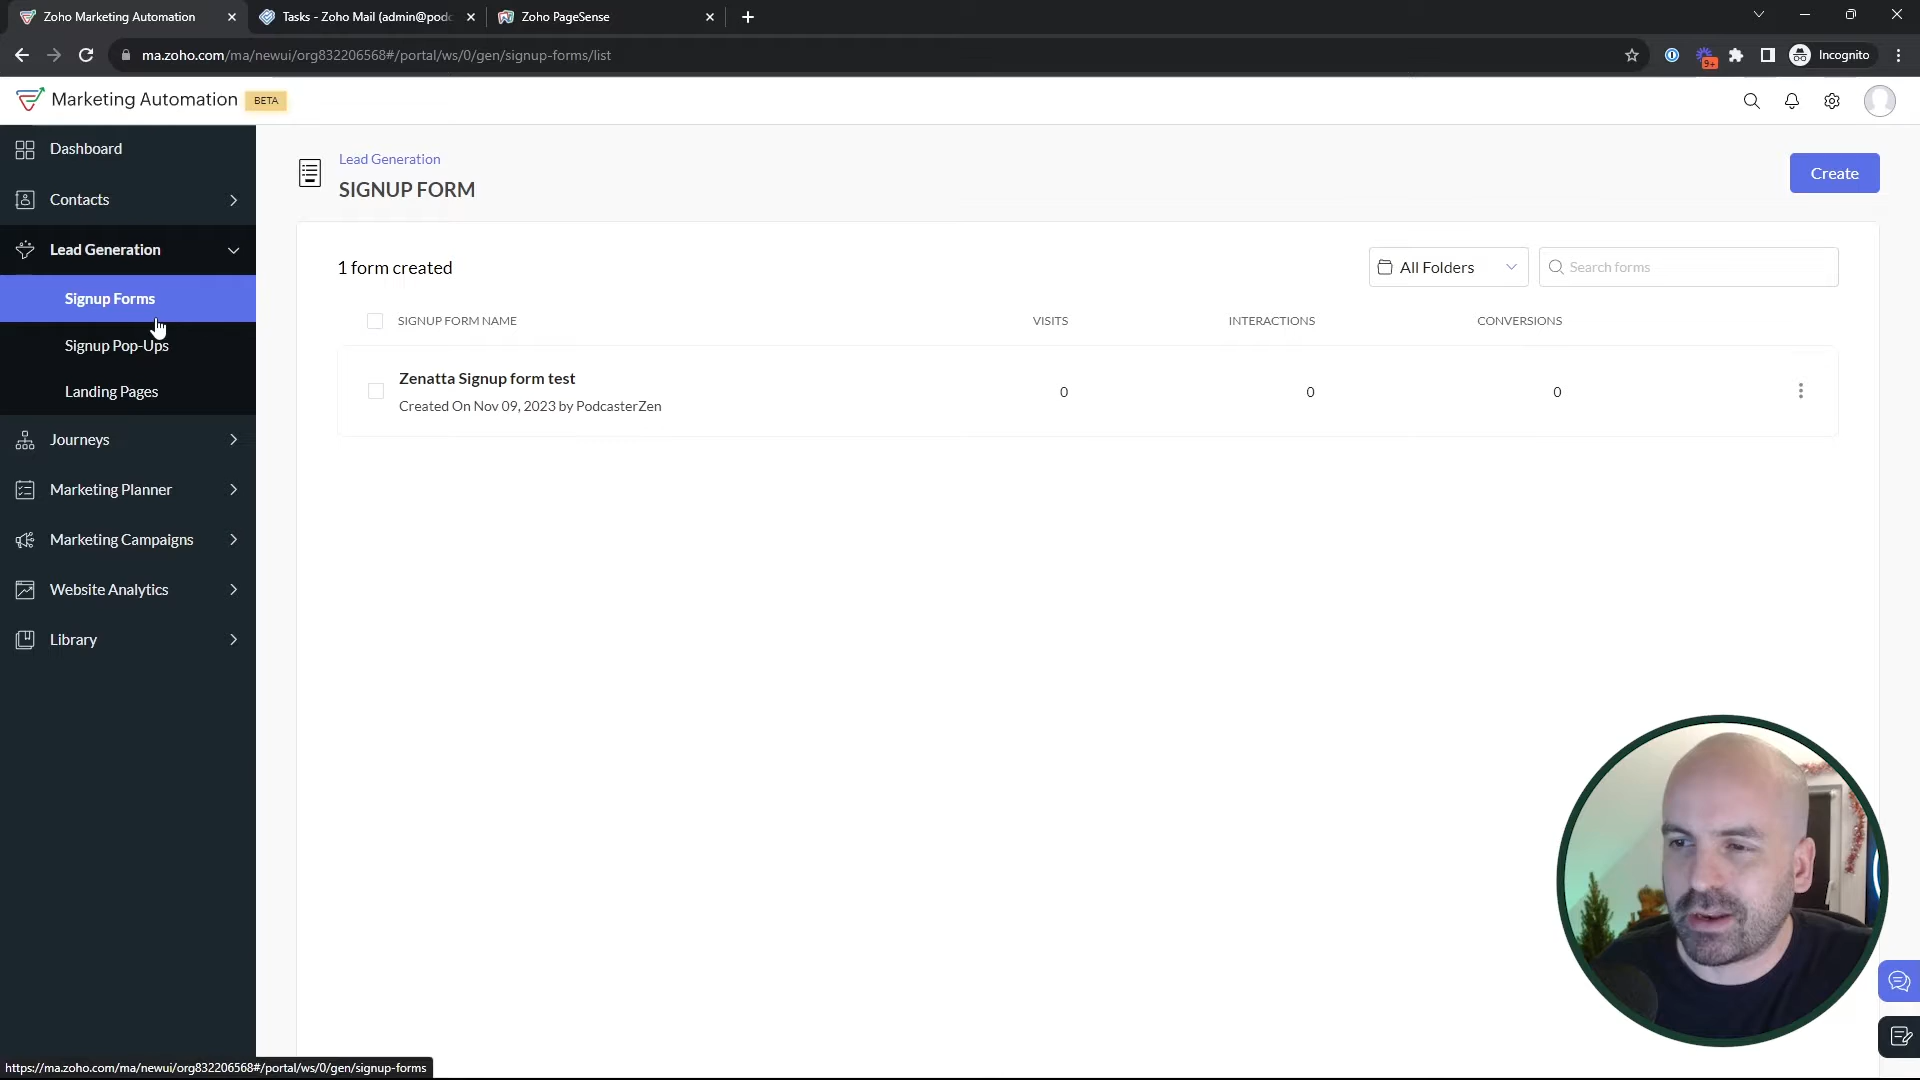 Zoho Marketing Automation
Tasks - Zoho Mail (admin@podc
Zoho PageSense
ma.zoho.com/ma/newui/org832206568#/portal/ws/0/gen/signup-forms/list
9+
Incognito
Marketing Automation
BETA
Dashboard
Contacts
Lead Generation
Signup Forms
Signup Pop-Ups
Landing Pages
Journeys
Marketing Planner
Marketing Campaigns
Website Analytics
Library
Lead Generation
SIGNUP FORM
Create
1 form created
All Folders
Search forms
SIGNUP FORM NAME
VISITS
INTERACTIONS
CONVERSIONS
Zenatta Signup form test
0
0
0
Created On Nov 09, 2023 by PodcasterZen
https://ma.zoho.com/ma/newui/org832206568#/portal/ws/0/gen/signup-forms